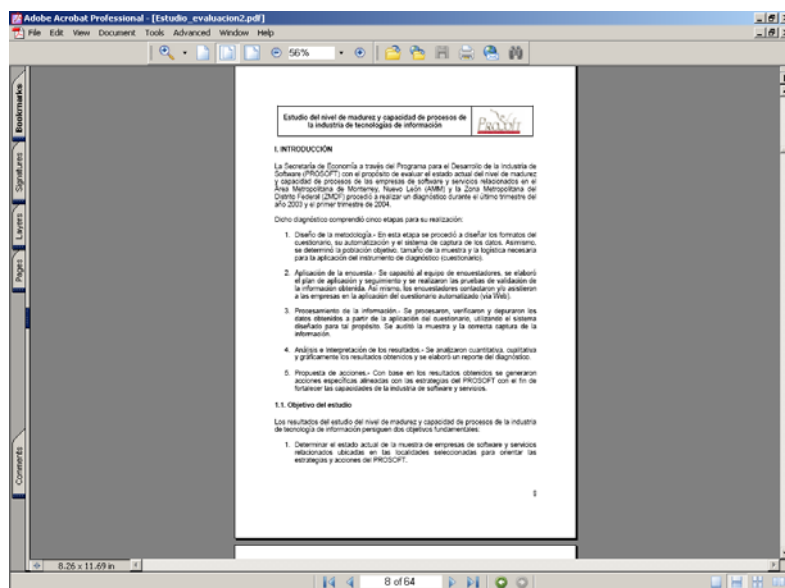 Adobe Acrobat Professional - [Estudio_evaluacion2.pdf]
File Edit View Document Tools Advanced Window Help
56%
Bookmarks
Signatures
Layers
Pages
Comments
Estudio del nivel de madurez y capacidad de procesos de
la industria de tecnologías de información
PROSOFT
I. INTRODUCCIÓN
La Secretaría de Economía a través del Programa para el Desarrollo de la Industria de
Software (PROSOFT) con el propósito de evaluar el estado actual del nivel de madurez
y capacidad de procesos de las empresas de software y servicios relacionados en el
Área Metropolitana de Monterrey, Nuevo León (AMM) y la Zona Metropolitana del
Distrito Federal (ZMDF) procedió a realizar un diagnóstico durante el último trimestre del
año 2003 y el primer trimestre de 2004.
Dicho diagnóstico comprendió cinco etapas para su realización:
1. Diseño de la metodología.- En esta etapa se procedió a diseñar los formatos del
cuestionario, su automatización y el sistema de captura de los datos. Asimismo,
se determinó la población objetivo, tamaño de la muestra y la logística necesaria
para la aplicación del instrumento de diagnóstico (cuestionario).
2. Aplicación de la encuesta.- Se capacitó al equipo de encuestadores, se elaboró
el plan de aplicación y seguimiento y se realizaron las pruebas de validación de
la información obtenida. Así mismo, los encuestadores contactaron y/o asistieron
a las empresas en la aplicación del cuestionario automatizado (vía Web).
3. Procesamiento de la información.- Se procesaron, verificaron y depuraron los
datos obtenidos a partir de la aplicación del cuestionario, utilizando el sistema
diseñado para tal propósito. Se auditó la muestra y la correcta captura de la
información.
4. Análisis e interpretación de los resultados.- Se analizaron cuantitativa, cualitativa
y gráficamente los resultados obtenidos y se elaboró un reporte del diagnóstico.
5. Propuesta de acciones.- Con base en los resultados obtenidos se generaron
acciones específicas alineadas con las estrategias del PROSOFT con el fin de
fortalecer las capacidades de la industria de software y servicios.
1.1. Objetivo del estudio
Los resultados del estudio del nivel de madurez y capacidad de procesos de la industria
de tecnología de información persiguen dos objetivos fundamentales:
1. Determinar el estado actual de la muestra de empresas de software y servicios
relacionados ubicadas en las localidades seleccionadas para orientar las
estrategias y acciones del PROSOFT.
8.26 x 11.69 in
8 of 64